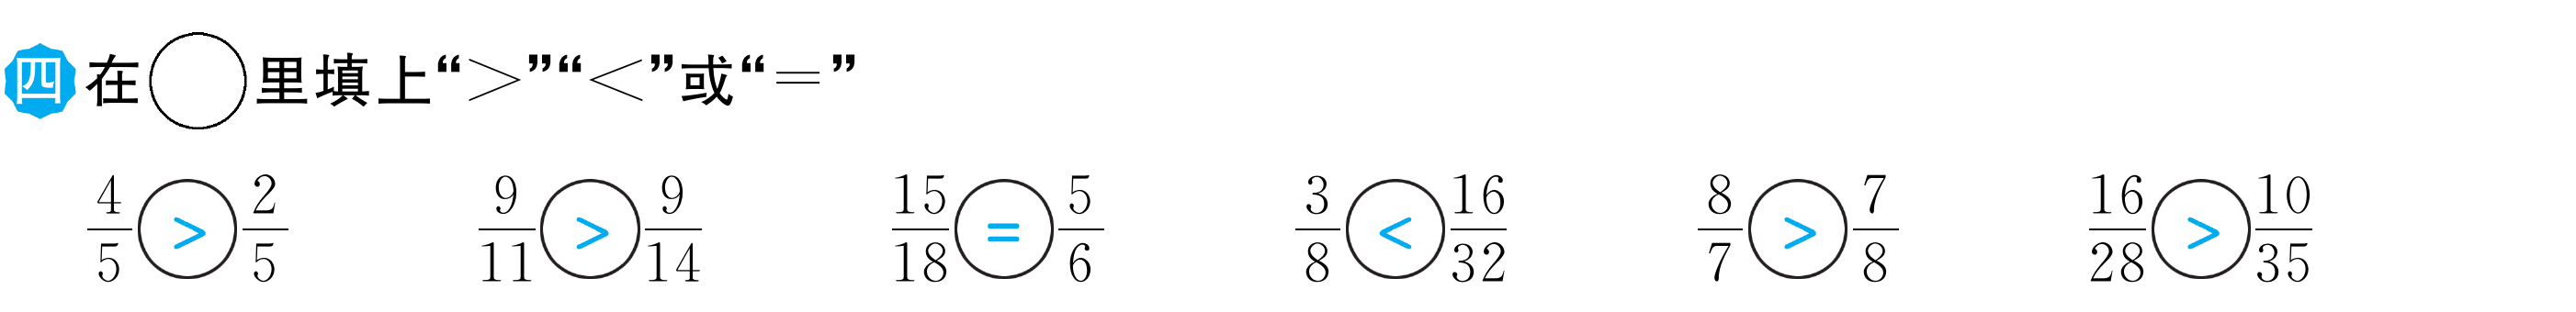 四 在○里填上“＞”“＜”或“＝”
4/5 > 2/5 9/11 > 9/14 15/18 = 5/6 3/8 < 16/32 8/7 > 7/8 16/28 > 10/35